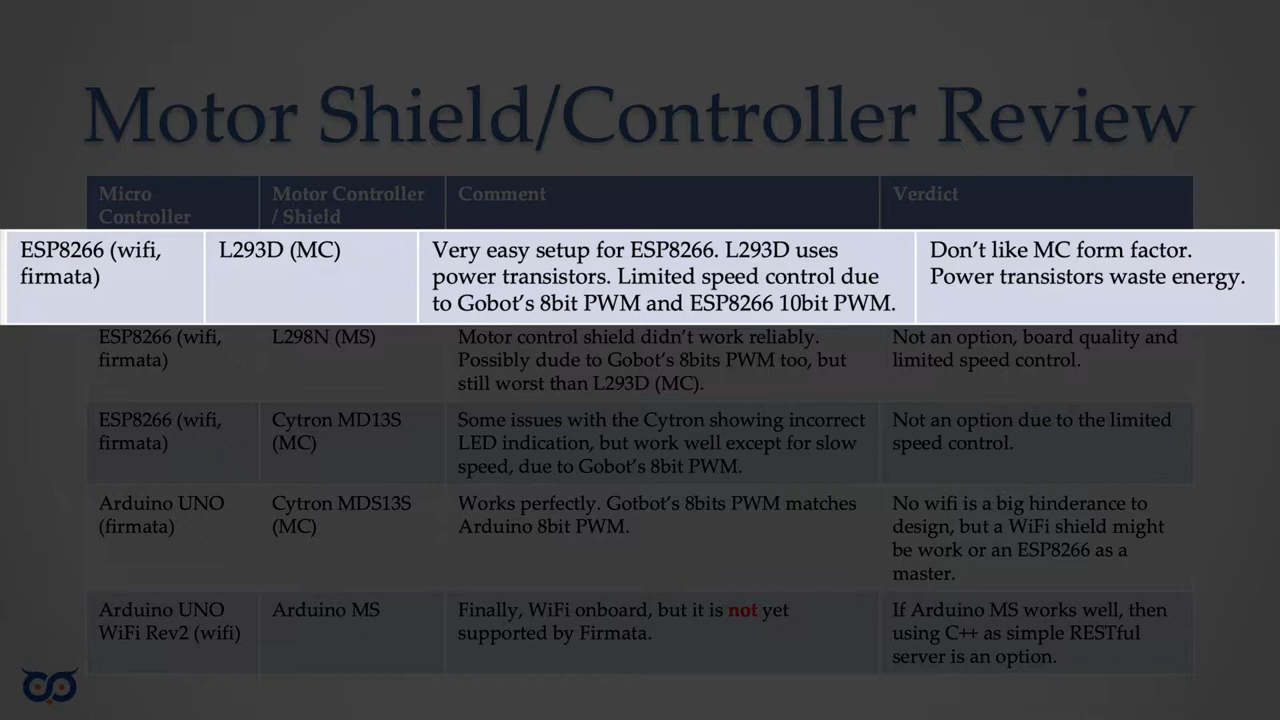 Motor Shield/Controller Review
Micro
Controller
Motor Controller
/ Shield
Comment
Verdict
ESP8266 (wifi,
firmata)
L293D (MC)
Very easy setup for ESP8266. L293D uses
power transistors. Limited speed control due
to Gobot’s 8bit PWM and ESP8266 10bit PWM.
Don’t like MC form factor.
Power transistors waste energy.
ESP8266 (wifi,
firmata)
L298N (MS)
Motor control shield didn’t work reliably.
Possibly dude to Gobot’s 8bits PWM too, but
still worst than L293D (MC).
Not an option, board quality and
limited speed control.
ESP8266 (wifi,
firmata)
Cytron MD13S
(MC)
Some issues with the Cytron showing incorrect
LED indication, but work well except for slow
speed, due to Gobot’s 8bit PWM.
Not an option due to the limited
speed control.
Arduino UNO
(firmata)
Cytron MDS13S
(MC)
Works perfectly. Gotbot’s 8bits PWM matches
Arduino 8bit PWM.
No wifi is a big hinderance to
design, but a WiFi shield might
be work or an ESP8266 as a
master.
Arduino UNO
WiFi Rev2 (wifi)
Arduino MS
Finally, WiFi onboard, but it is not yet
supported by Firmata.
If Arduino MS works well, then
using C++ as simple RESTful
server is an option.